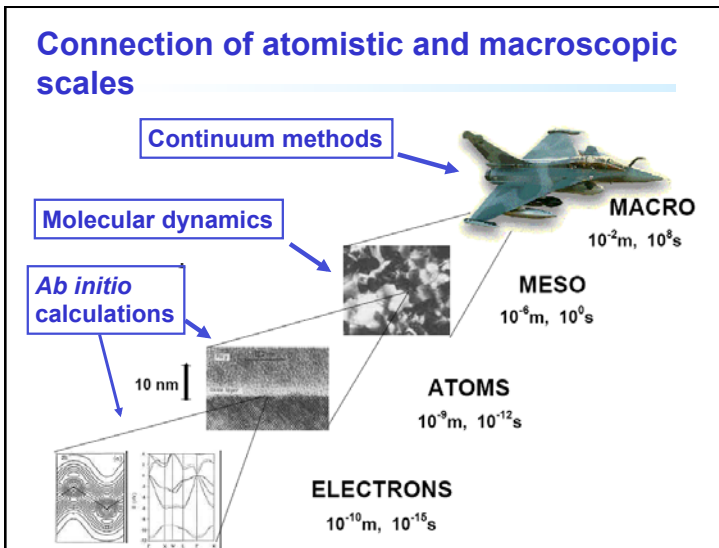 Connection of atomistic and macroscopic
scales
Continuum methods
MACRO
10⁻²m, 10⁸s
Molecular dynamics
MESO
10⁻⁶m, 10⁰s
Ab initio
calculations
10 nm
ATOMS
10⁻⁹m, 10⁻¹²s
ELECTRONS
10⁻¹⁰m, 10⁻¹⁵s